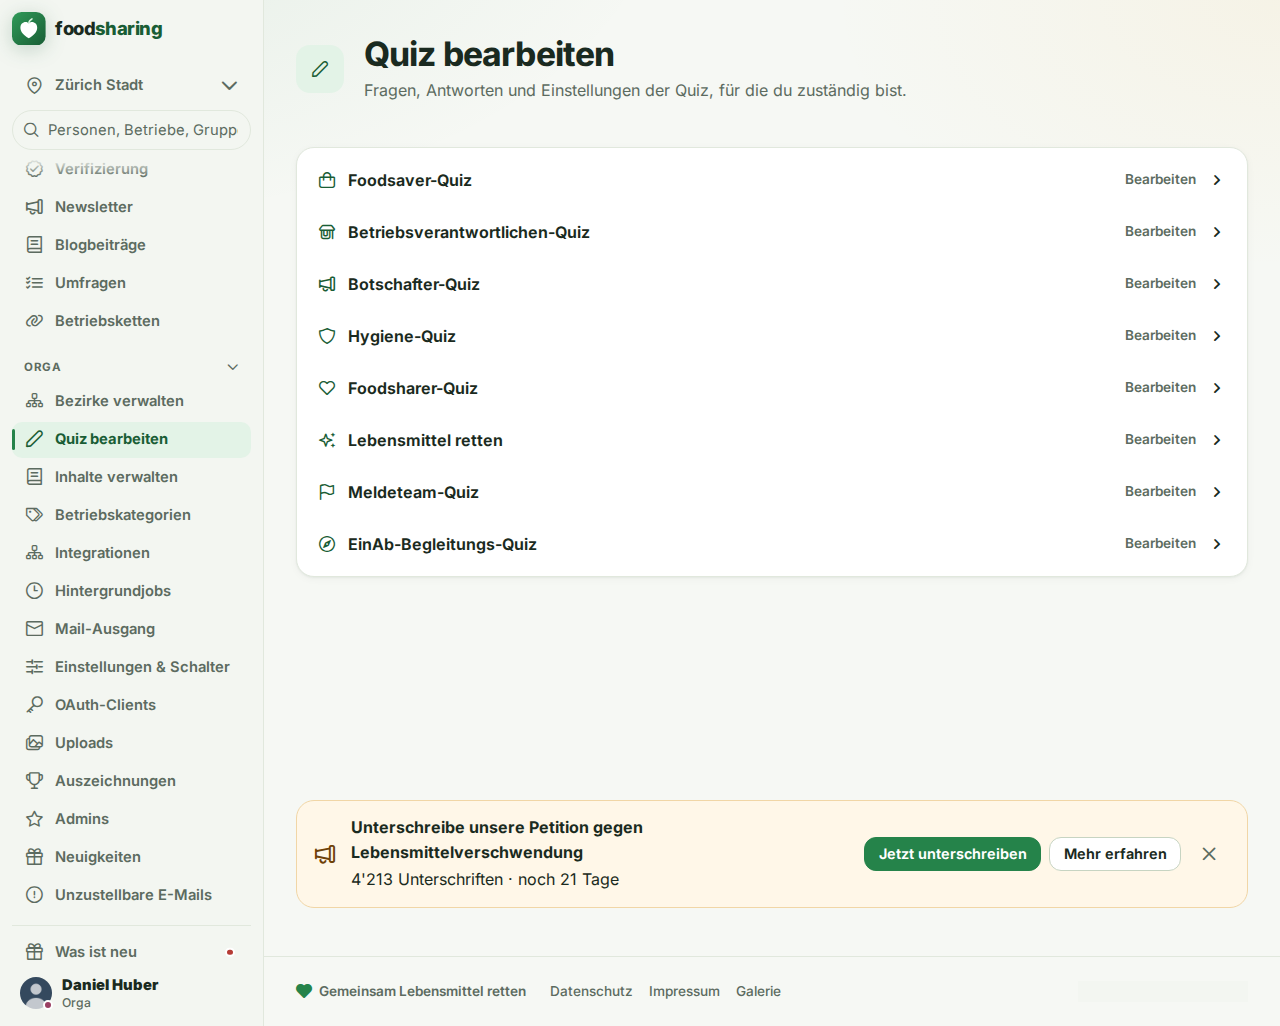 foodsharing
Zürich Stadt
Personen, Betriebe, Grupp
Verifizierung
Newsletter
Blogbeiträge
Umfragen
Betriebsketten
ORGA
Bezirke verwalten
Quiz bearbeiten
Inhalte verwalten
Betriebskategorien
Integrationen
Hintergrundjobs
Mail-Ausgang
Einstellungen & Schalter
OAuth-Clients
Uploads
Auszeichnungen
Admins
Neuigkeiten
Unzustellbare E-Mails
Was ist neu
Daniel Huber
Orga
Quiz bearbeiten
Fragen, Antworten und Einstellungen der Quiz, für die du zuständig bist.
Foodsaver-Quiz Bearbeiten
Betriebsverantwortlichen-Quiz Bearbeiten
Botschafter-Quiz Bearbeiten
Hygiene-Quiz Bearbeiten
Foodsharer-Quiz Bearbeiten
Lebensmittel retten Bearbeiten
Meldeteam-Quiz Bearbeiten
EinAb-Begleitungs-Quiz Bearbeiten
Unterschreibe unsere Petition gegen
Lebensmittelverschwendung
4'213 Unterschriften · noch 21 Tage
Jetzt unterschreiben Mehr erfahren
Gemeinsam Lebensmittel retten Datenschutz Impressum Galerie